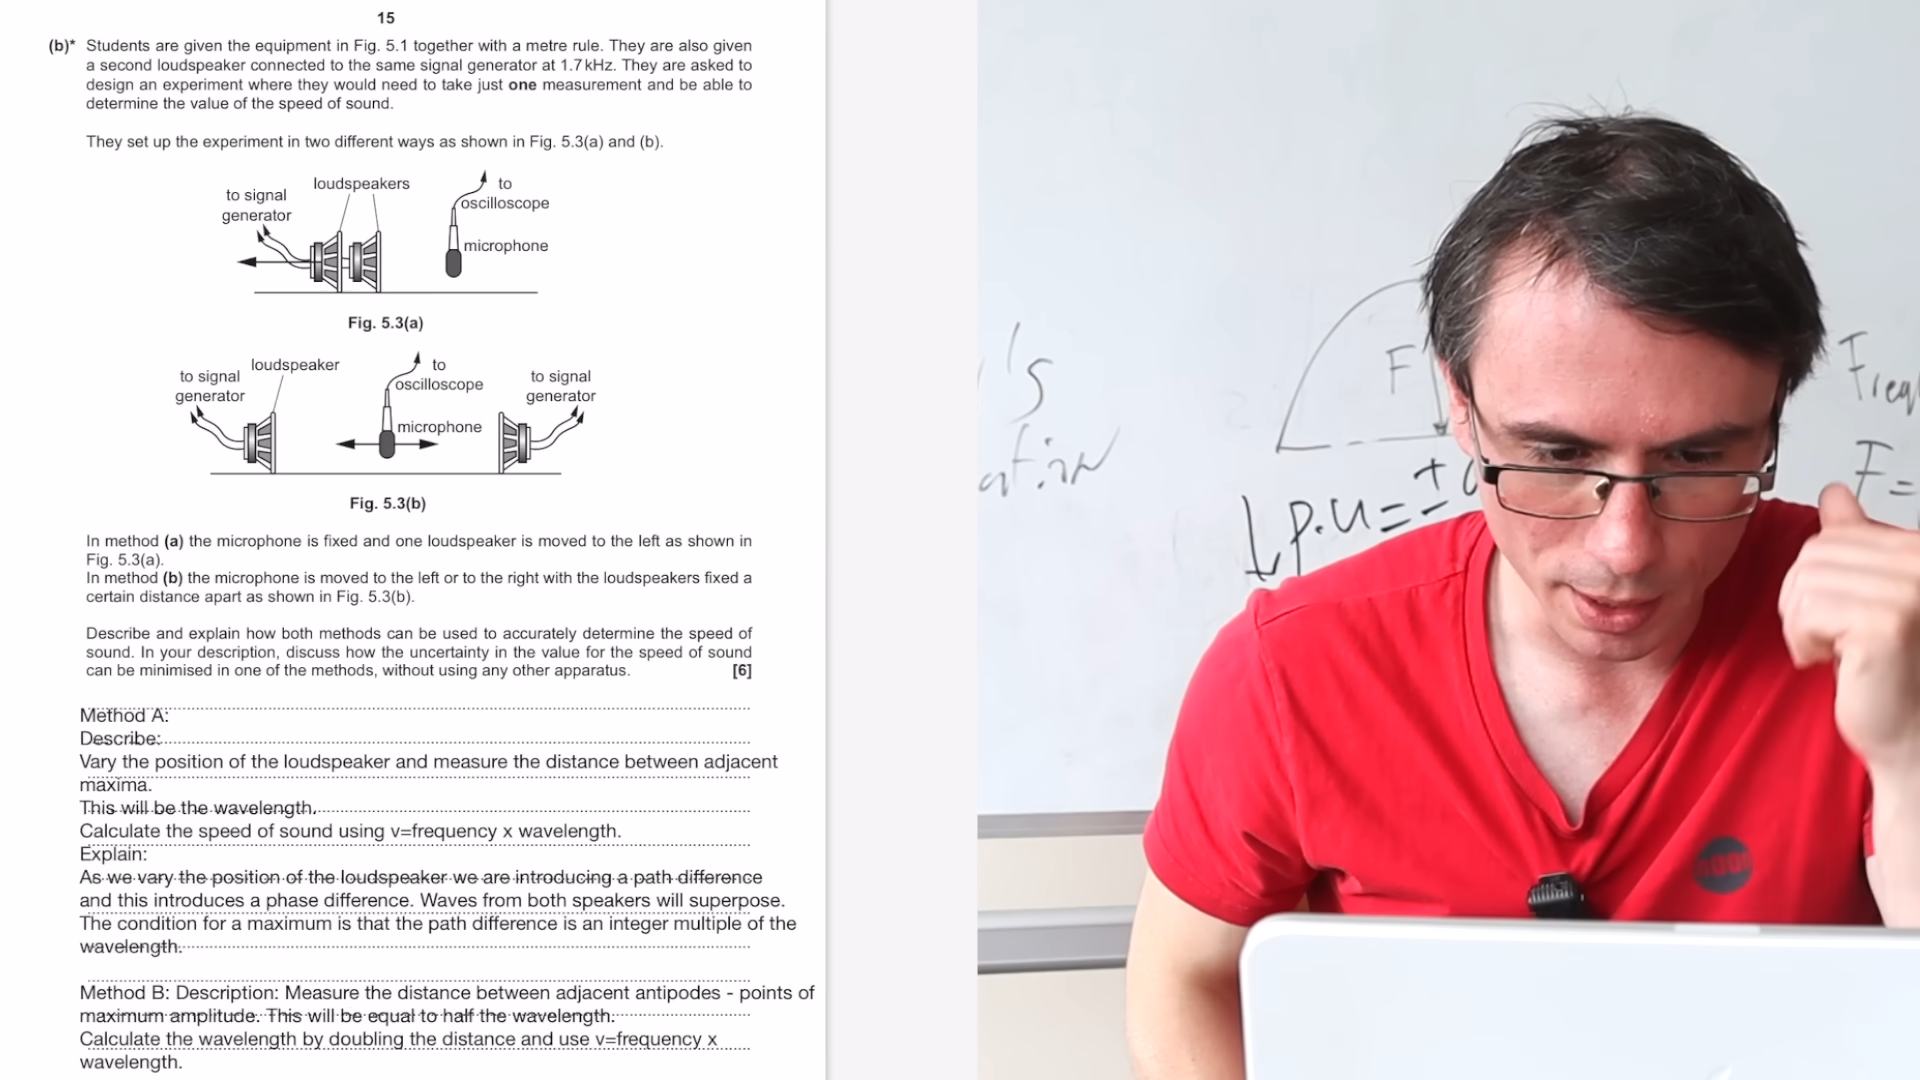 15
(b)* Students are given the equipment in Fig. 5.1 together with a metre rule. They are also given
a second loudspeaker connected to the same signal generator at 1.7 kHz. They are asked to
design an experiment where they would need to take just one measurement and be able to
determine the value of the speed of sound.
They set up the experiment in two different ways as shown in Fig. 5.3(a) and (b).
to signal
generator
loudspeakers
to
oscilloscope
microphone
Fig. 5.3(a)
to signal
generator
loudspeaker
to
oscilloscope
microphone
to signal
generator
Fig. 5.3(b)
In method (a) the microphone is fixed and one loudspeaker is moved to the left as shown in
Fig. 5.3(a).
In method (b) the microphone is moved to the left or to the right with the loudspeakers fixed a
certain distance apart as shown in Fig. 5.3(b).
Describe and explain how both methods can be used to accurately determine the speed of
sound. In your description, discuss how the uncertainty in the value for the speed of sound
can be minimised in one of the methods, without using any other apparatus. [6]
Method A:
Describe:
Vary the position of the loudspeaker and measure the distance between adjacent
maxima.
This will be the wavelength.
Calculate the speed of sound using v=frequency x wavelength.
Explain:
As we vary the position of the loudspeaker we are introducing a path difference
and this introduces a phase difference. Waves from both speakers will superpose.
The condition for a maximum is that the path difference is an integer multiple of the
wavelength.
Method B: Description: Measure the distance between adjacent antipodes - points of
maximum amplitude. This will be equal to half the wavelength.
Calculate the wavelength by doubling the distance and use v=frequency x
wavelength.
's
F
F =